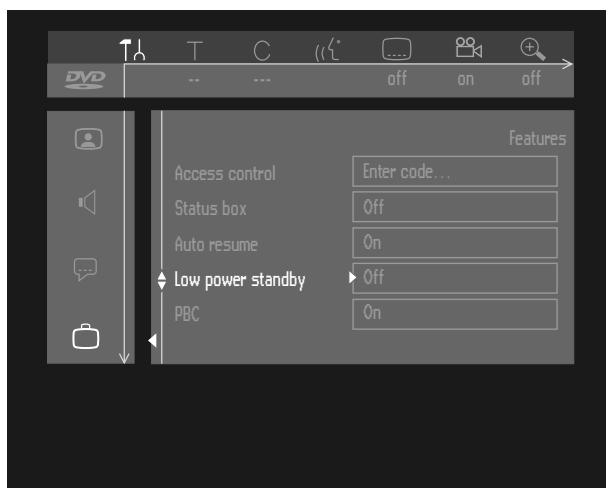 T C
DVD -- --- off on off
Features
Access control Enter code...
Status box Off
Auto resume On
Low power standby Off
PBC On